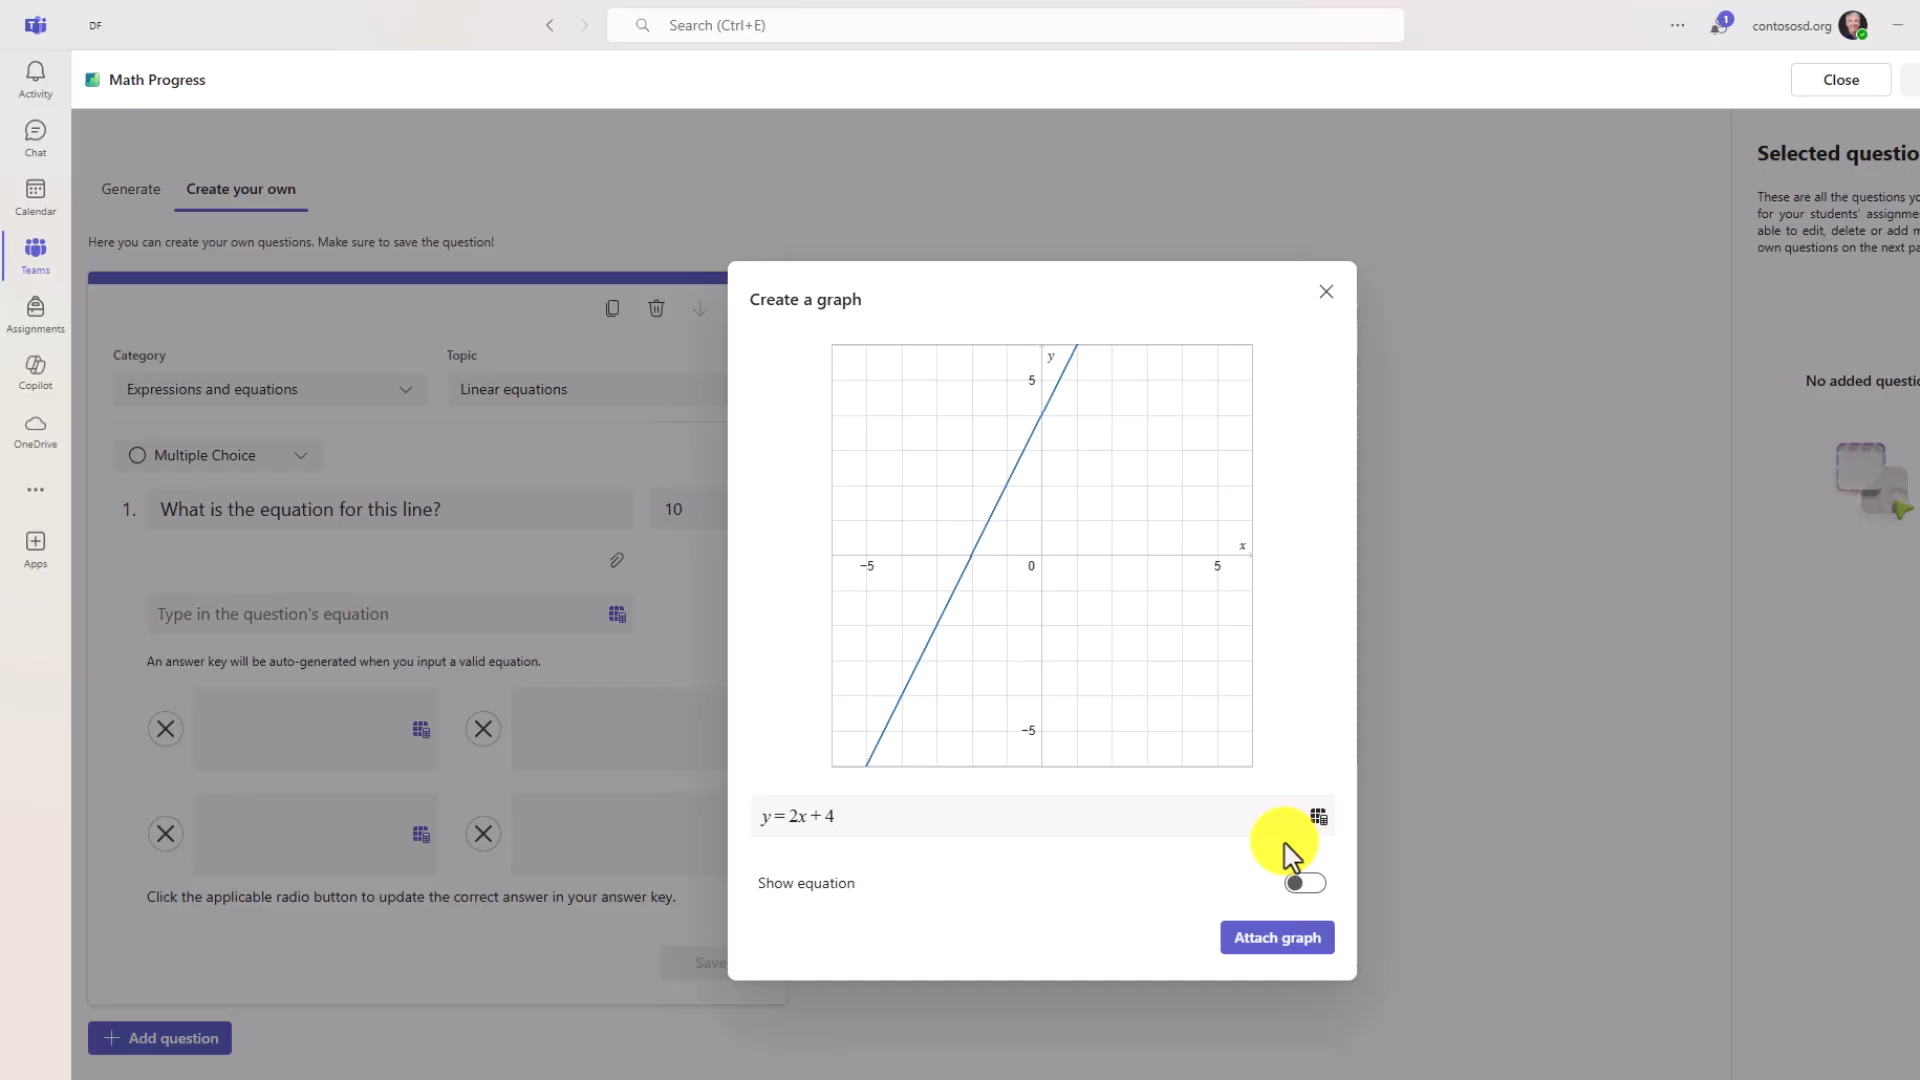 DF
Search (Ctrl+E)
1
contososd.org
Activity
Chat
Calendar
Teams
Assignments
Copilot
OneDrive
Apps
Math Progress
Close
Generate
Create your own
Here you can create your own questions. Make sure to save the question!
Category
Topic
Expressions and equations
Linear equations
Multiple Choice
1.
What is the equation for this line?
10
Type in the question's equation
An answer key will be auto-generated when you input a valid equation.
Click the applicable radio button to update the correct answer in your answer key.
Save
Add question
Create a graph
y
5
x
−5
0
5
−5
y = 2x + 4
Show equation
Attach graph
Selected questio
These are all the questions yo
for your students' assignme
able to edit, delete or add m
own questions on the next pa
No added questio